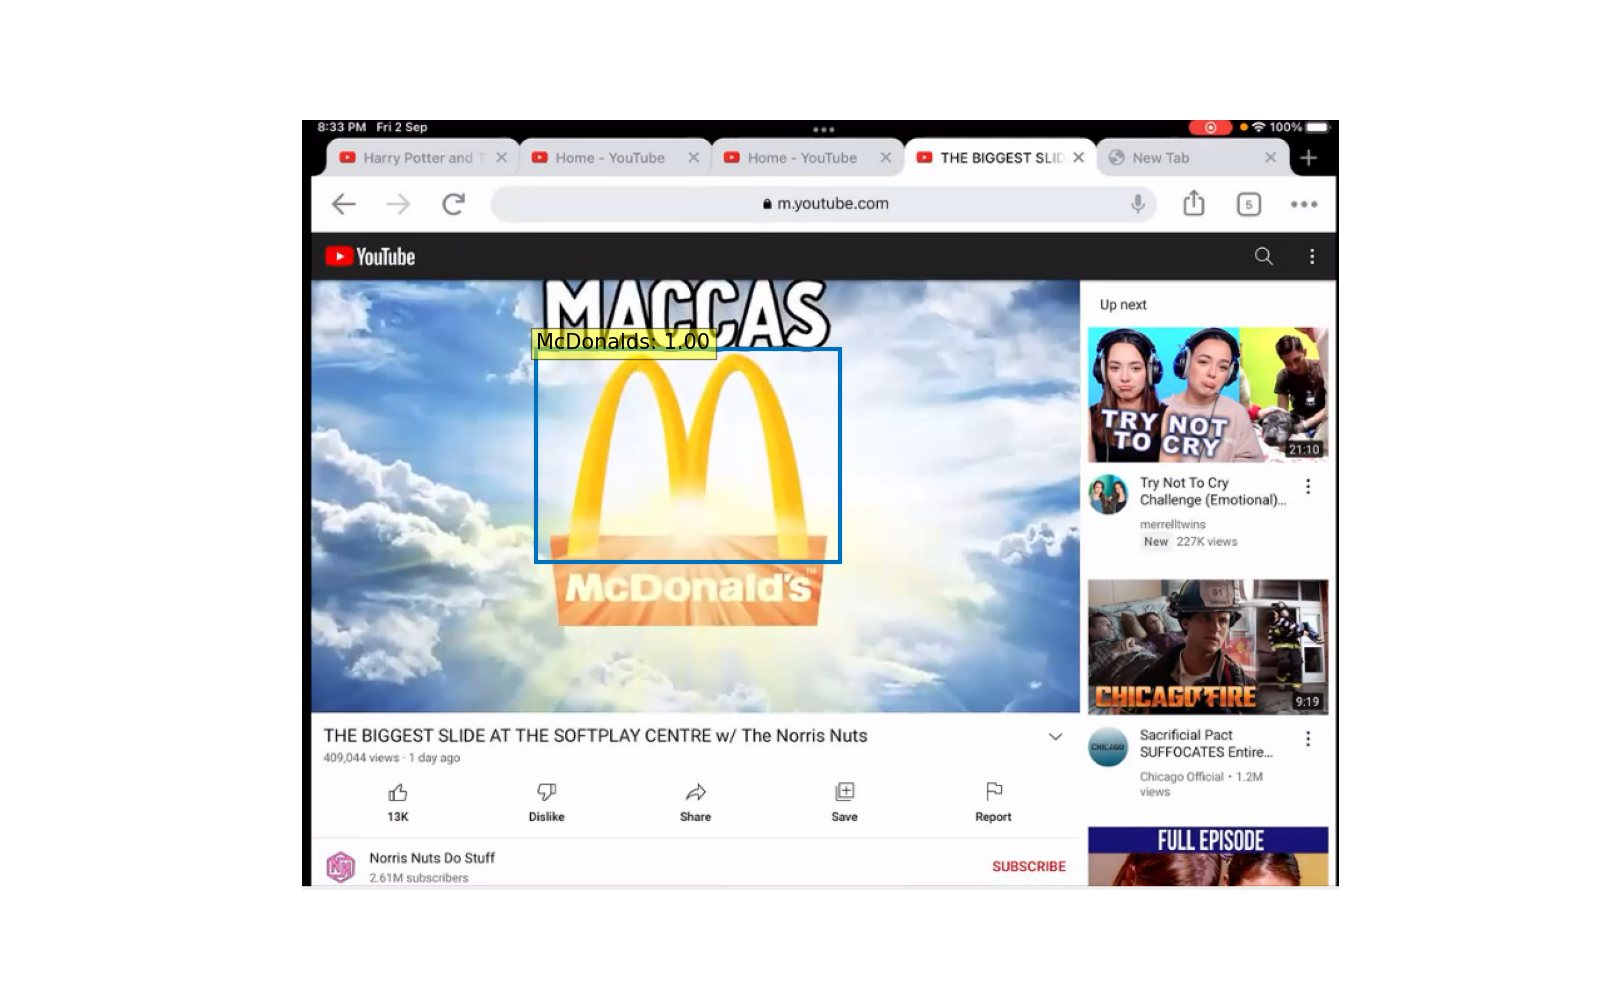 8:33 PM Fri 2 Sep
100%
Harry Potter and T
Home - YouTube
Home - YouTube
THE BIGGEST SLID
New Tab
m.youtube.com
5
YouTube
MACCAS
McDonalds: 1.00
McDonald's™
Up next
TRY NOT
TO CRY
21:10
Try Not To Cry
Challenge (Emotional)...
merrelltwins
New 227K views
51
CHICAGO FIRE
9:19
CHICAGO
Sacrificial Pact
SUFFOCATES Entire...
Chicago Official • 1.2M
views
FULL EPISODE
THE BIGGEST SLIDE AT THE SOFTPLAY CENTRE w/ The Norris Nuts
409,044 views · 1 day ago
13K
Dislike
Share
Save
Report
NN
Norris Nuts Do Stuff
2.61M subscribers
SUBSCRIBE